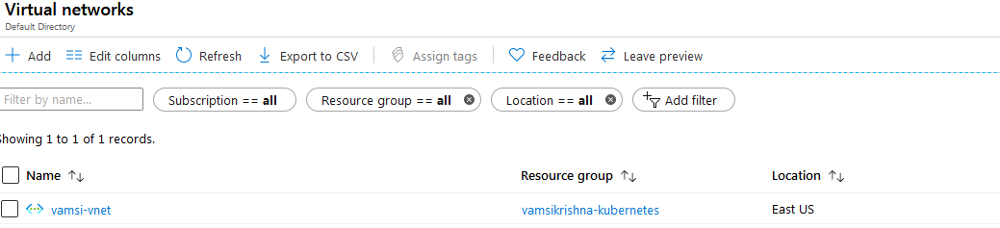 Virtual networks
Default Directory
Add Edit columns Refresh Export to CSV Assign tags Feedback Leave preview
Filter by name... Subscription == all Resource group == all Location == all Add filter
Showing 1 to 1 of 1 records.
Name Resource group Location
vamsi-vnet vamsikrishna-kubernetes East US